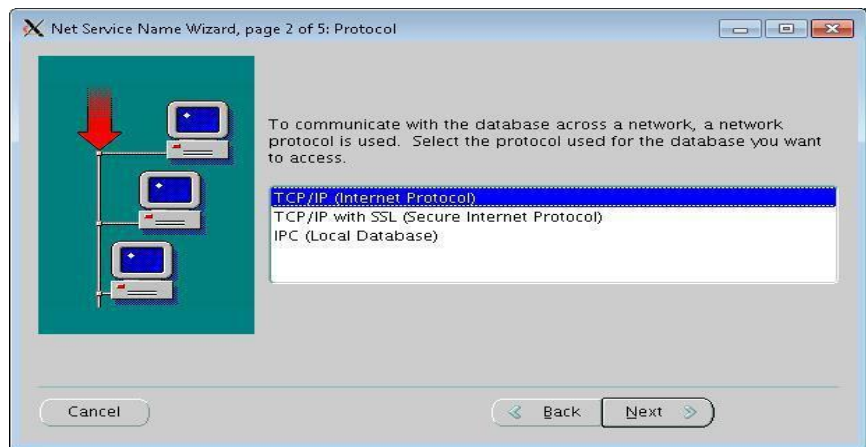 Net Service Name Wizard, page 2 of 5: Protocol
To communicate with the database across a network, a network
protocol is used. Select the protocol used for the database you want
to access.
TCP/IP (Internet Protocol)
TCP/IP with SSL (Secure Internet Protocol)
IPC (Local Database)
Cancel
Back
Next